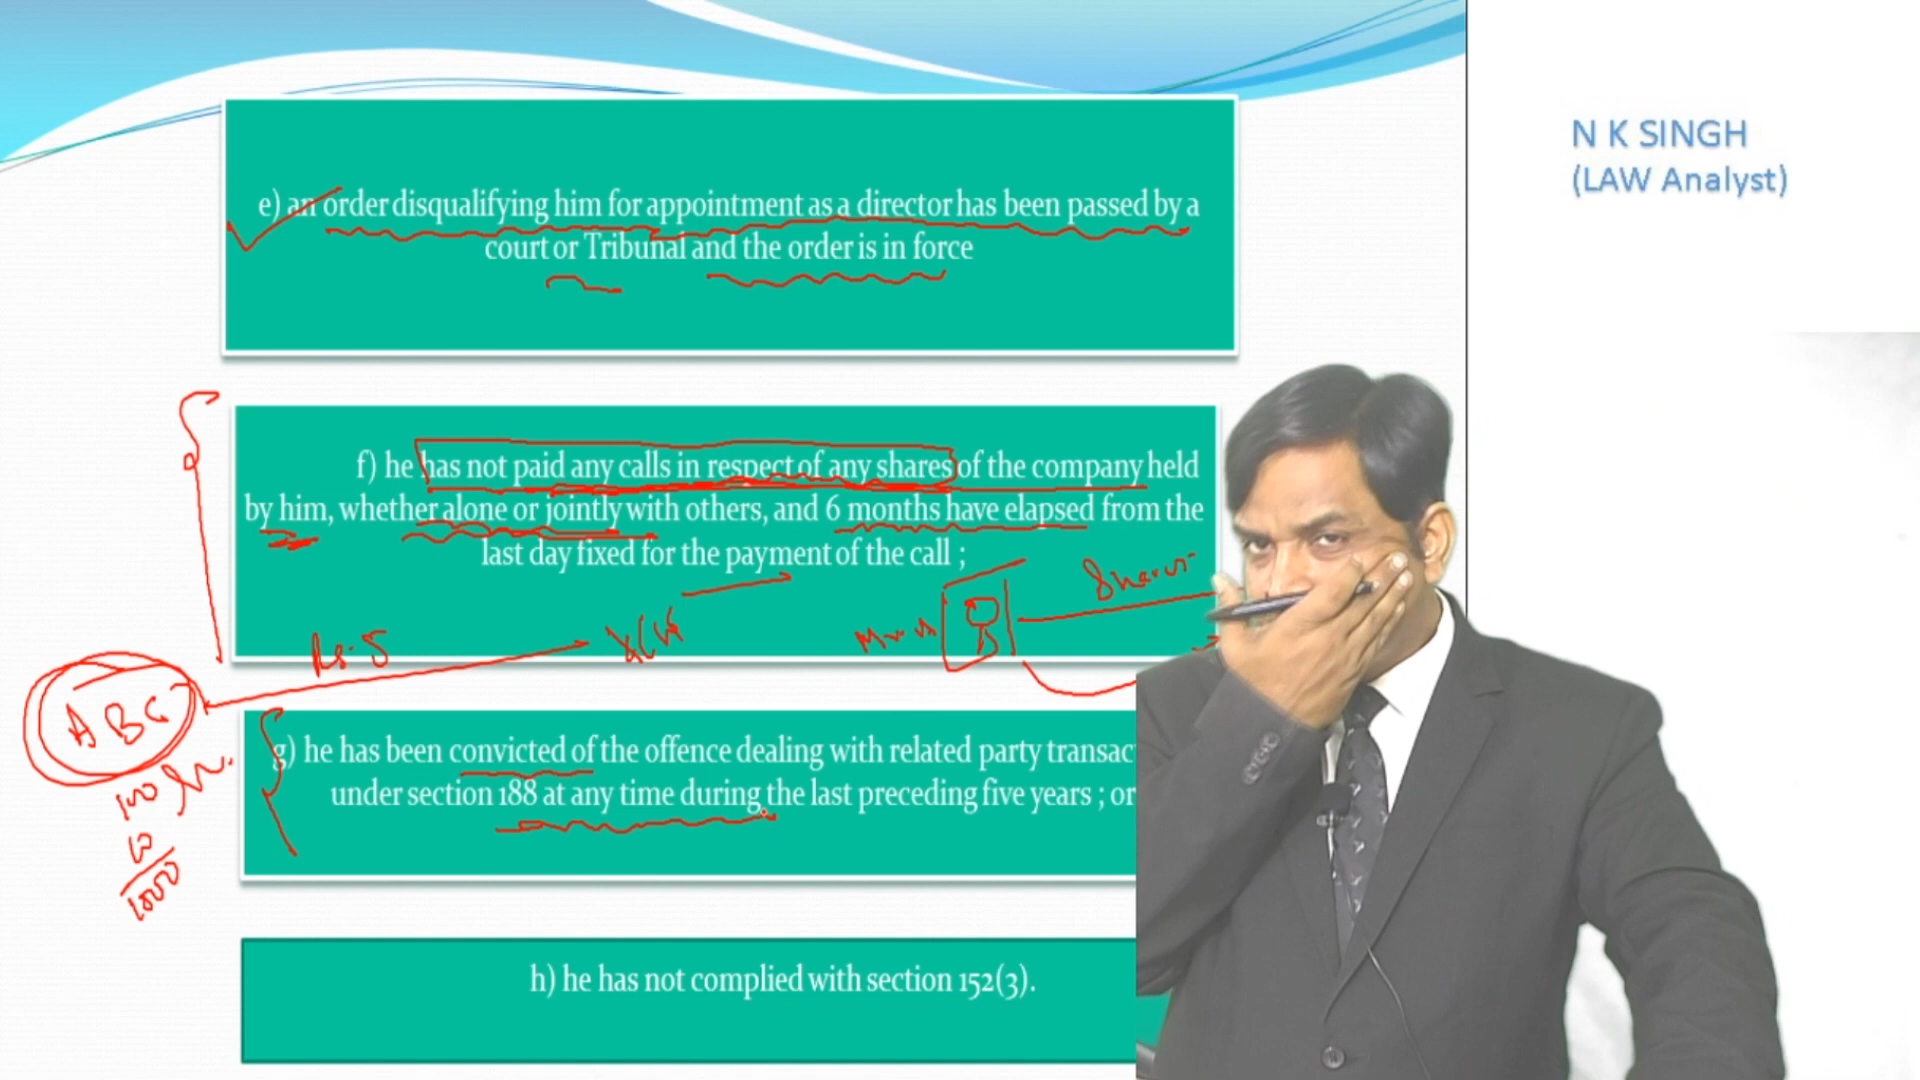 N K SINGH
(LAW Analyst)
e) an order disqualifying him for appointment as a director has been passed by a
court or Tribunal and the order is in force
f) he has not paid any calls in respect of any shares of the company held
by him, whether alone or jointly with others, and 6 months have elapsed from the
last day fixed for the payment of the call ;
Shares
Rs. 5
ABC
g) he has been convicted of the offence dealing with related party transac
under section 188 at any time during the last preceding five years ; or
10
1000
h) he has not complied with section 152(3).